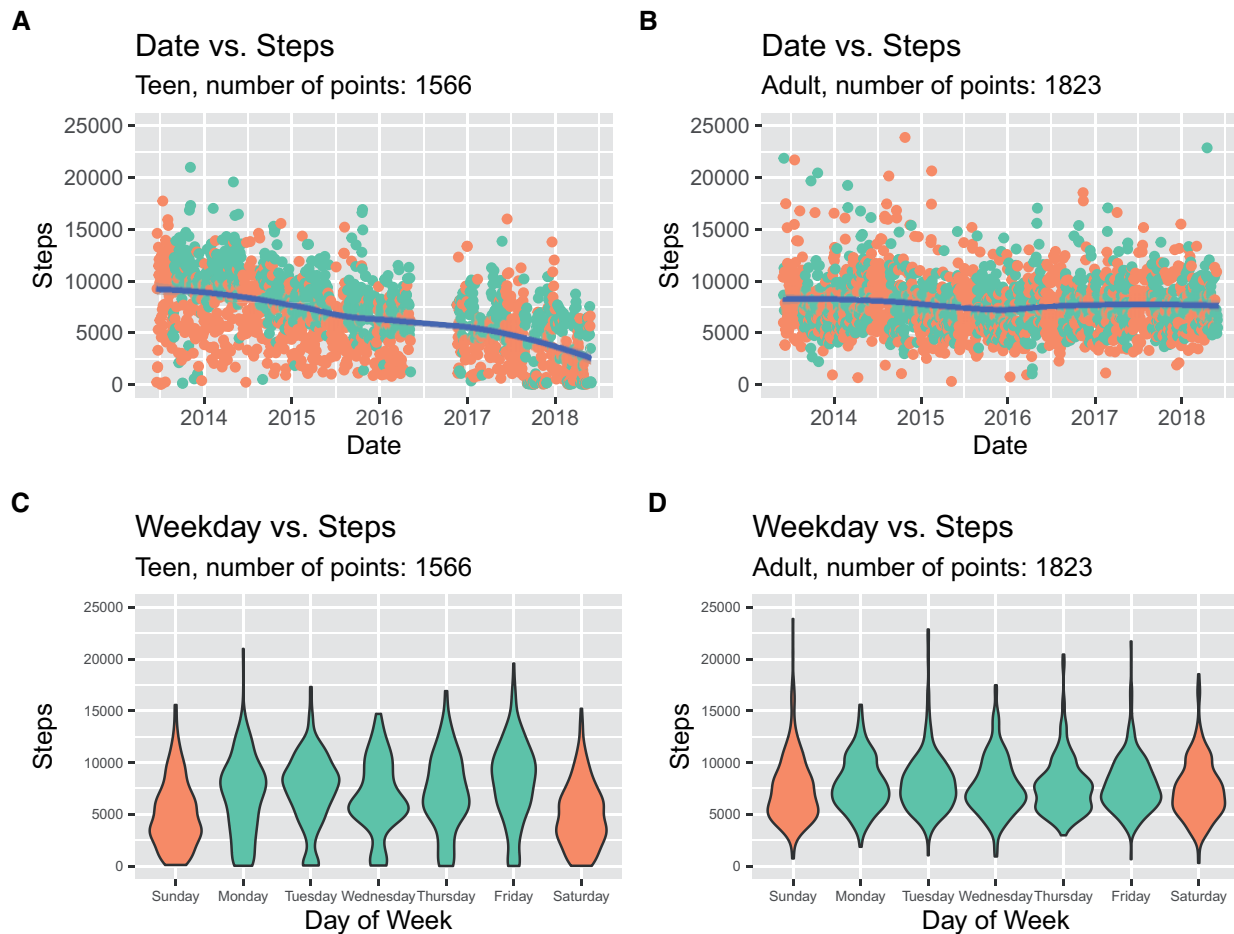 A
Date vs. Steps
Teen, number of points: 1566
25000
20000
15000
10000
5000
0
Steps
2014 2015 2016 2017 2018
Date
B
Date vs. Steps
Adult, number of points: 1823
25000
20000
15000
10000
5000
0
Steps
2014 2015 2016 2017 2018
Date
C
Weekday vs. Steps
Teen, number of points: 1566
25000
20000
15000
10000
5000
0
Steps
Sunday Monday Tuesday Wednesday Thursday Friday Saturday
Day of Week
D
Weekday vs. Steps
Adult, number of points: 1823
25000
20000
15000
10000
5000
0
Steps
Sunday Monday Tuesday Wednesday Thursday Friday Saturday
Day of Week